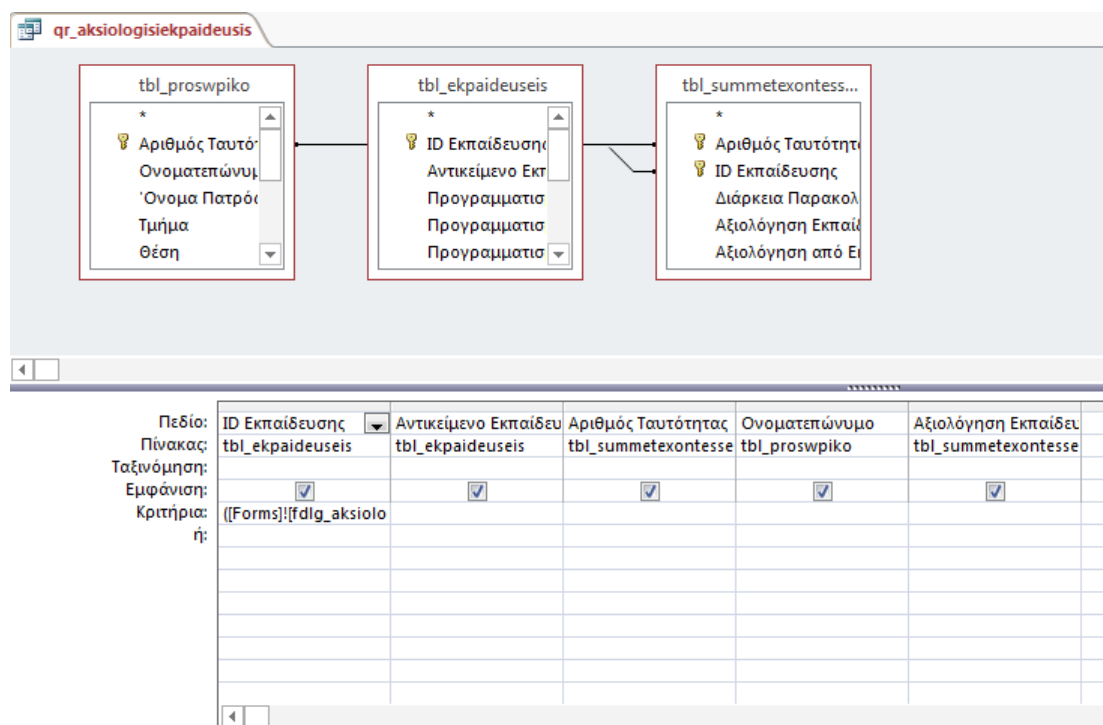 qr_aksiologisiekpaideusis
tbl_proswpiko
*
Αριθμός Ταυτό
Ονοματεπώνυμ
Όνομα Πατρό
Τμήμα
Θέση
tbl_ekpaideuseis
*
ID Εκπαίδευση
Αντικείμενο Εκπ
Προγραμματισ
Προγραμματισ
Προγραμματισ
tbl_summetexontess...
*
Αριθμός Ταυτότητ
ID Εκπαίδευσης
Διάρκεια Παρακολ
Αξιολόγηση Εκπαίδ
Αξιολόγηση από Ε
Πεδίο: ID Εκπαίδευσης Αντικείμενο Εκπαίδευ Αριθμός Ταυτότητας Ονοματεπώνυμο Αξιολόγηση Εκπαίδευ
Πίνακας: tbl_ekpaideuseis tbl_ekpaideuseis tbl_summetexontesse tbl_proswpiko tbl_summetexontesse
Ταξινόμηση:
Εμφάνιση:
Κριτήρια: ([Forms]![fdlg_aksiolo
ή: